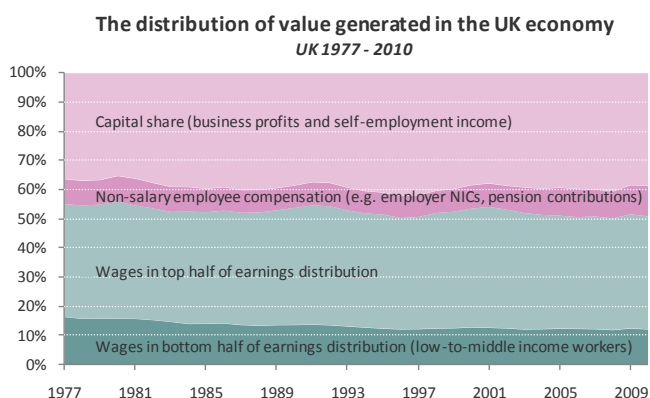 The distribution of value generated in the UK economy
UK 1977 - 2010
100%
90%
80%
70%
60%
50%
40%
30%
20%
10%
0%
Capital share (business profits and self-employment income)
Non-salary employee compensation (e.g. employer NICs, pension contributions)
Wages in top half of earnings distribution
Wages in bottom half of earnings distribution (low-to-middle income workers)
1977 1981 1985 1989 1993 1997 2001 2005 2009